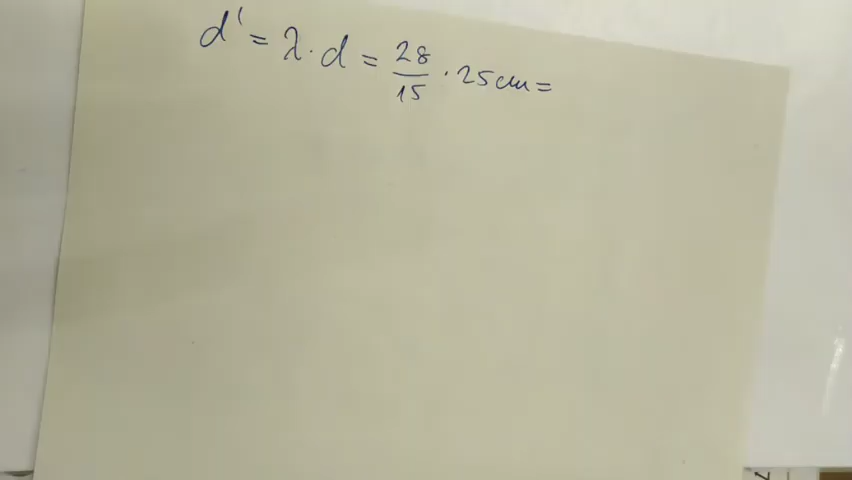 d' = λ · d = 28/15 · 25cm =